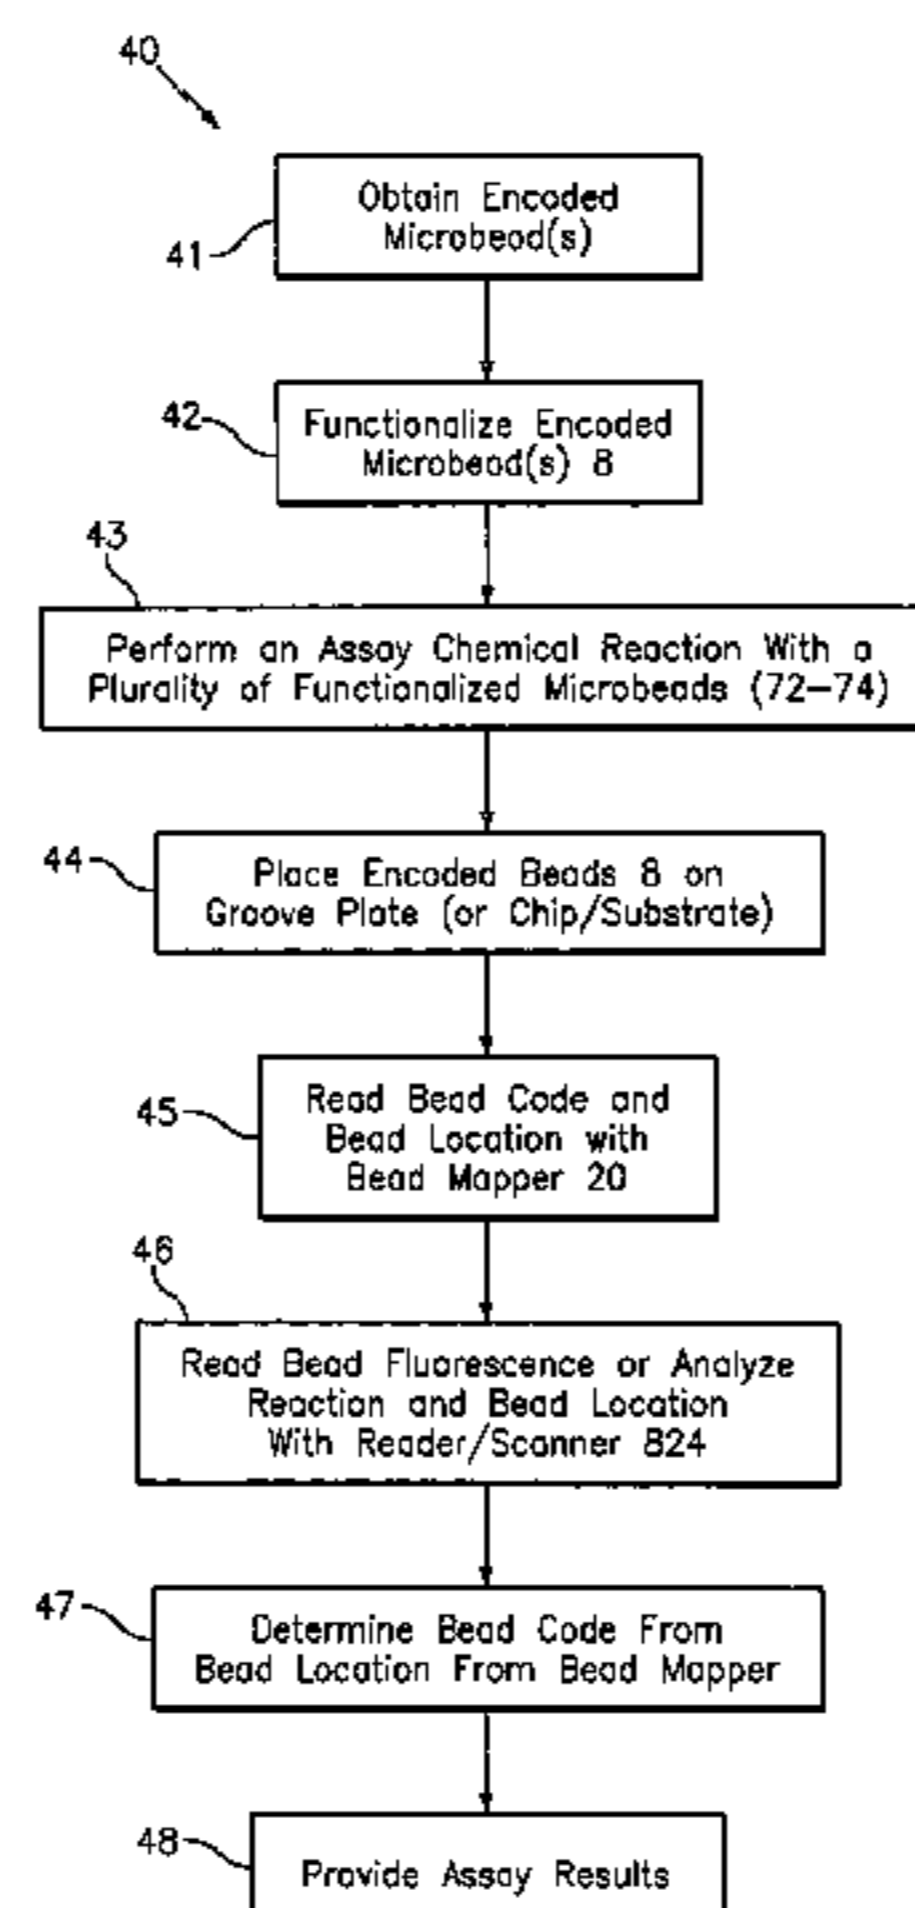 40
Obtain Encoded
Microbead(s)
41
42
Functionalize Encoded
Microbead(s) 8
43
Perform an Assay Chemical Reaction With a
Plurality of Functionalized Microbeads (72–74)
44
Place Encoded Beads 8 on
Groove Plate (or Chip/Substrate)
45
Read Bead Code and
Bead Location with
Bead Mapper 20
46
Read Bead Fluorescence or Analyze
Reaction and Bead Location
With Reader/Scanner 824
47
Determine Bead Code From
Bead Location From Bead Mapper
48
Provide Assay Results